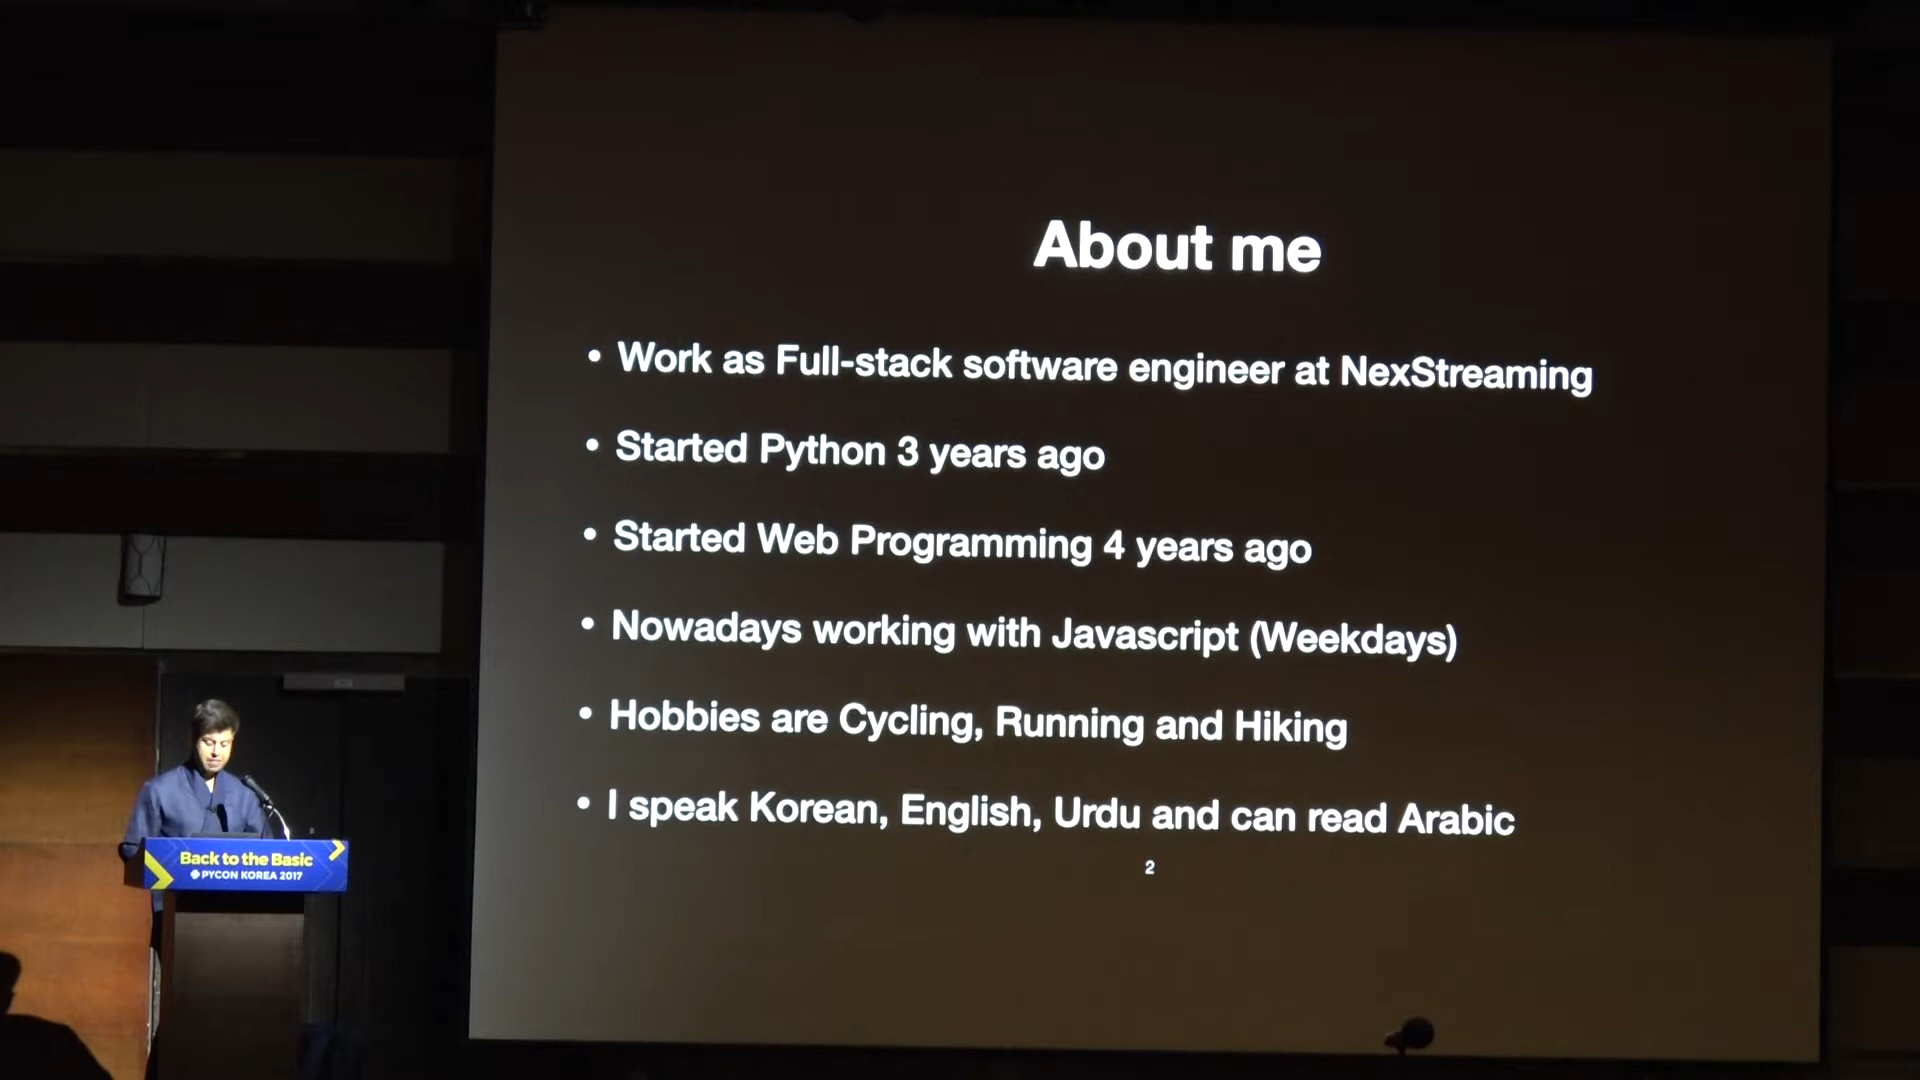 About me
• Work as Full-stack software engineer at NexStreaming
• Started Python 3 years ago
• Started Web Programming 4 years ago
• Nowadays working with Javascript (Weekdays)
• Hobbies are Cycling, Running and Hiking
• I speak Korean, English, Urdu and can read Arabic
2
Back to the Basic
PYCON KOREA 2017